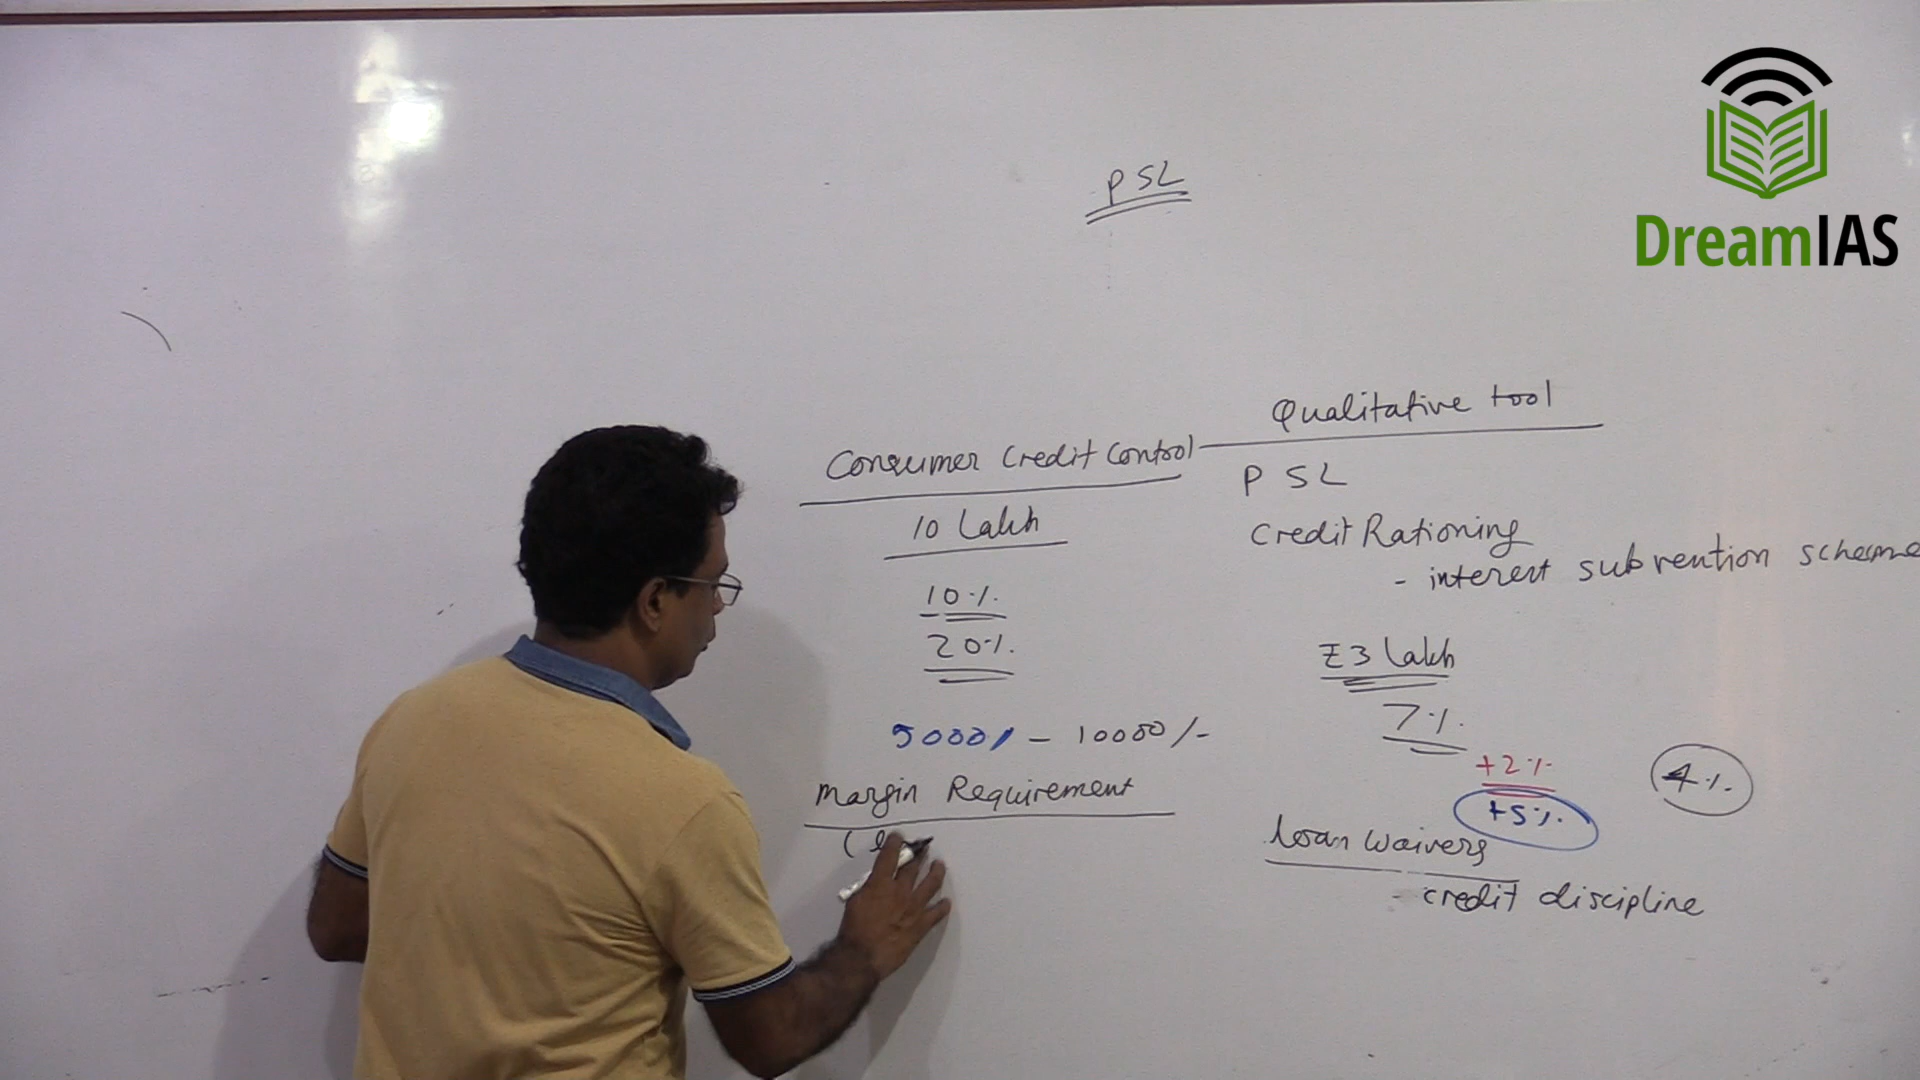 DreamIAS
PSL
Qualitative tool
Consumer Credit Control
PSL
10 Lakh
Credit Rationing
- interest subvention scheme
10%
20%
₹3 Lakh
7%
5000/ - 10000/-
+2%
4%
Margin Requirement
+5%
Loan Waivers
- credit discipline